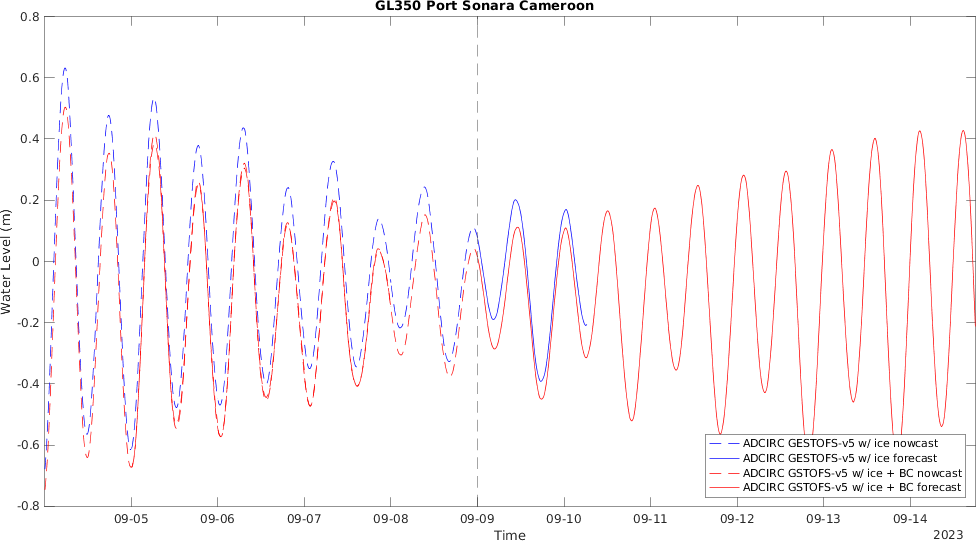 GL350 Port Sonara Cameroon
0.8
0.6
0.4
0.2
0
-0.2
-0.4
-0.6
-0.8
Water Level (m)
09-05 09-06 09-07 09-08 09-09 09-10 09-11 09-12 09-13 09-14
Time
2023
ADCIRC GESTOFS-v5 w/ ice nowcast
ADCIRC GESTOFS-v5 w/ ice forecast
ADCIRC GSTOFS-v5 w/ ice + BC nowcast
ADCIRC GSTOFS-v5 w/ ice + BC forecast